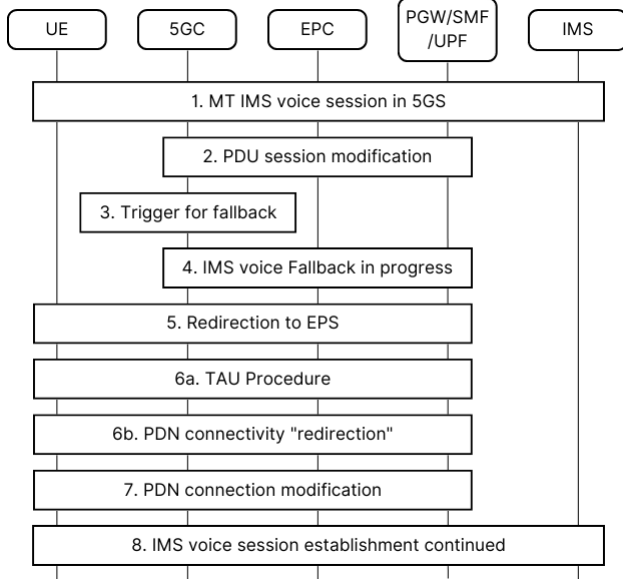 UE
5GC
EPC
PGW/SMF
/UPF
IMS
1. MT IMS voice session in 5GS
2. PDU session modification
3. Trigger for fallback
4. IMS voice Fallback in progress
5. Redirection to EPS
6a. TAU Procedure
6b. PDN connectivity "redirection"
7. PDN connection modification
8. IMS voice session establishment continued